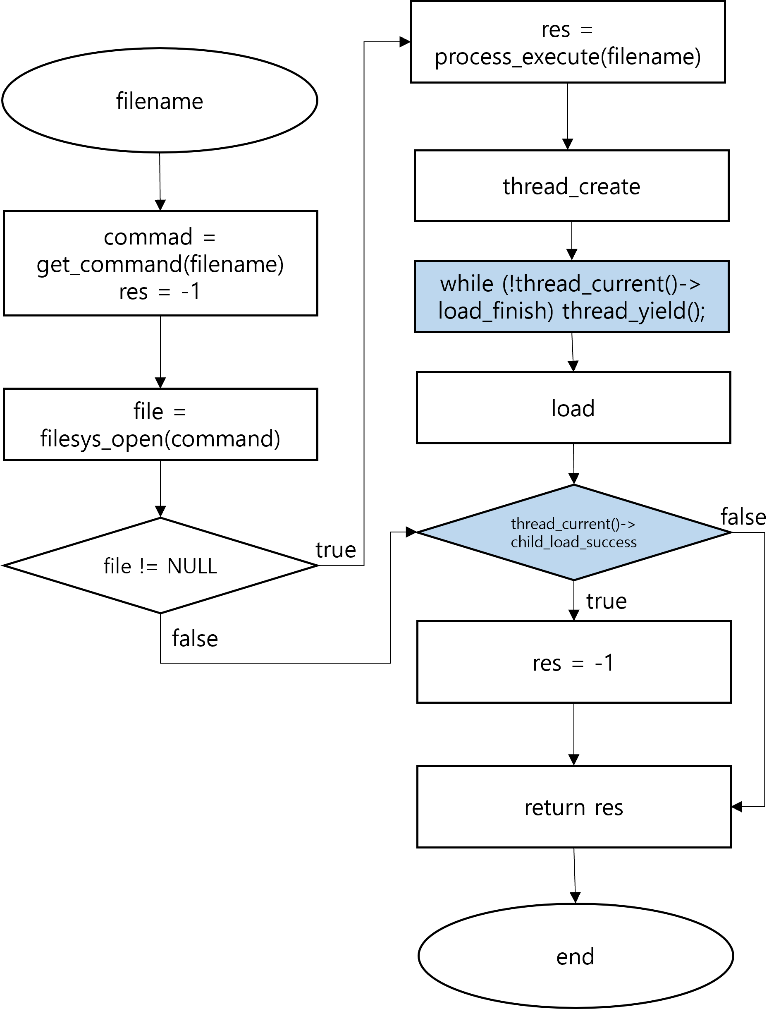 filename
commad =
get_command(filename)
res = -1
file =
filesys_open(command)
file != NULL
true
false
res =
process_execute(filename)
thread_create
while (!thread_current()->
load_finish) thread_yield();
load
thread_current()->
child_load_success
false
true
res = -1
return res
end